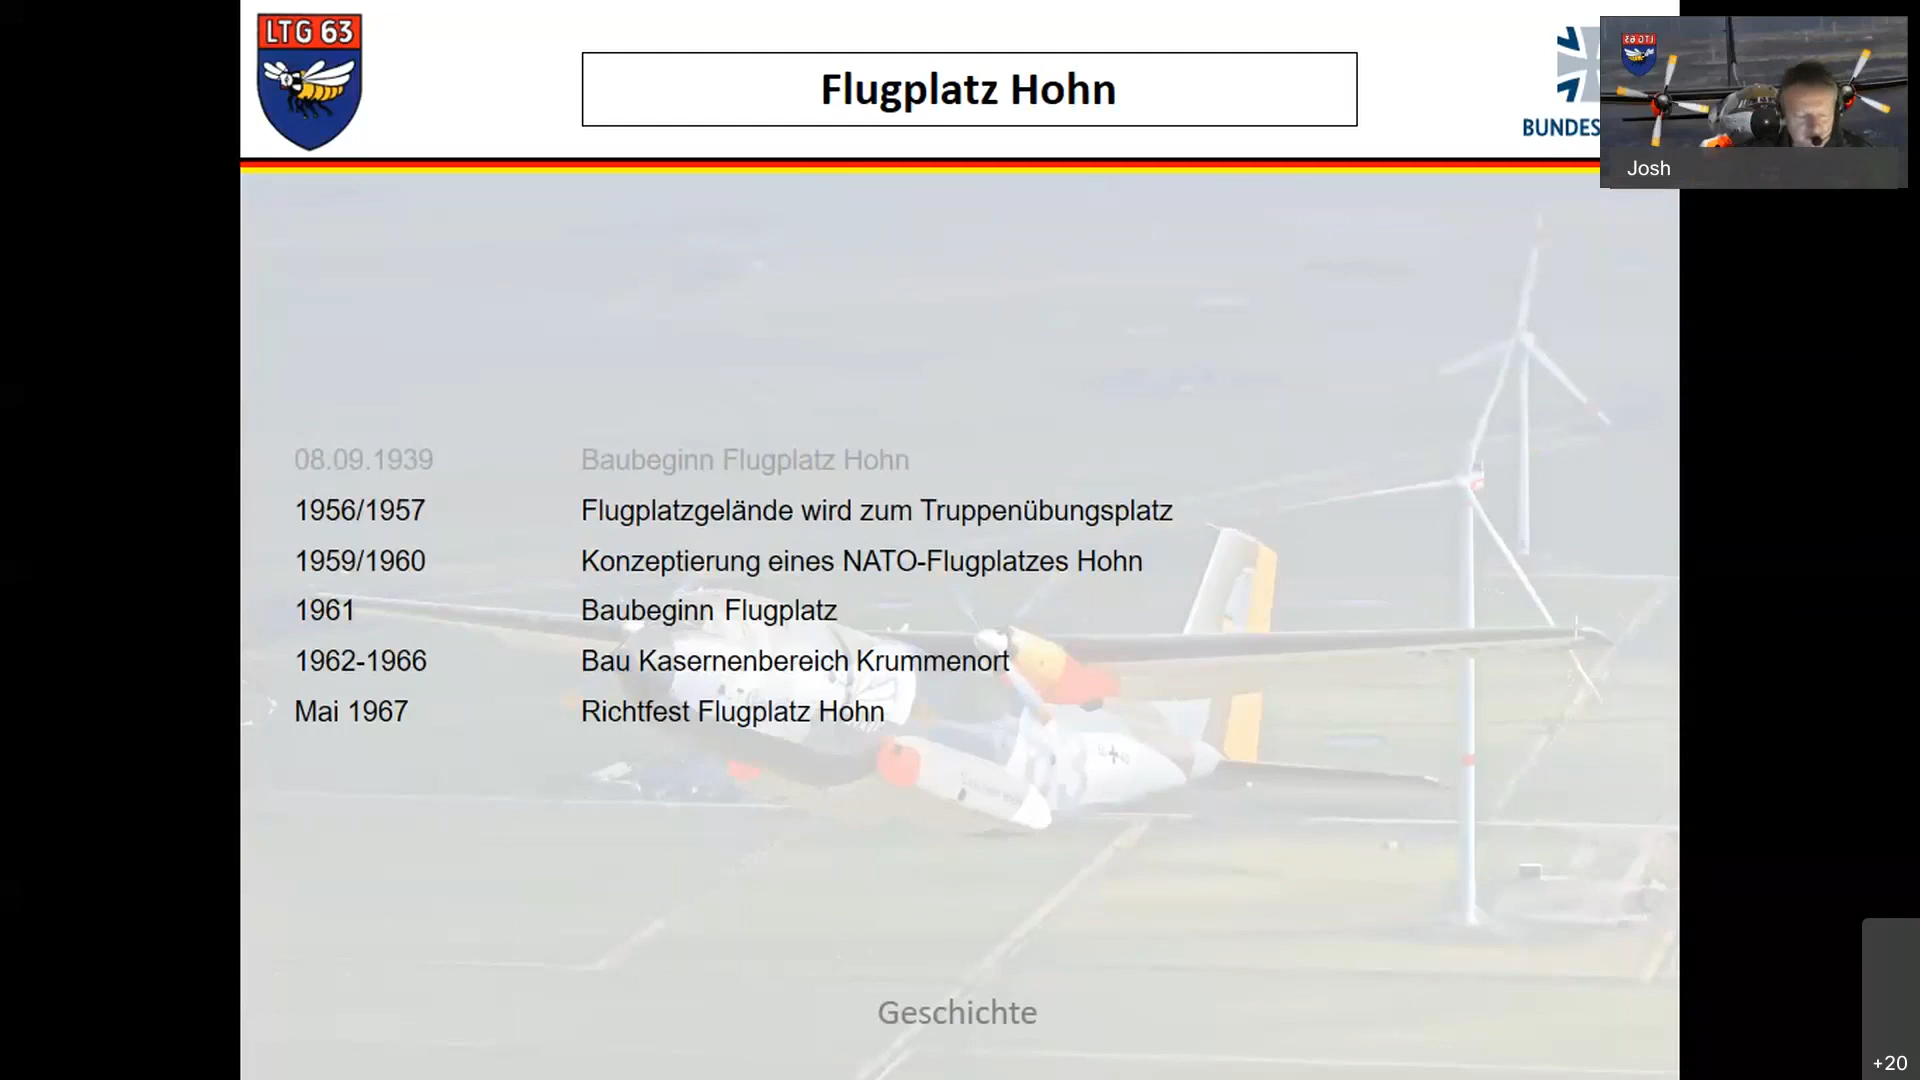 LTG 63
Flugplatz Hohn
BUNDES
Josh
08.09.1939 Baubeginn Flugplatz Hohn
1956/1957 Flugplatzgelände wird zum Truppenübungsplatz
1959/1960 Konzeptierung eines NATO-Flugplatzes Hohn
1961 Baubeginn Flugplatz
1962-1966 Bau Kasernenbereich Krummenort
Mai 1967 Richtfest Flugplatz Hohn
Geschichte
+20